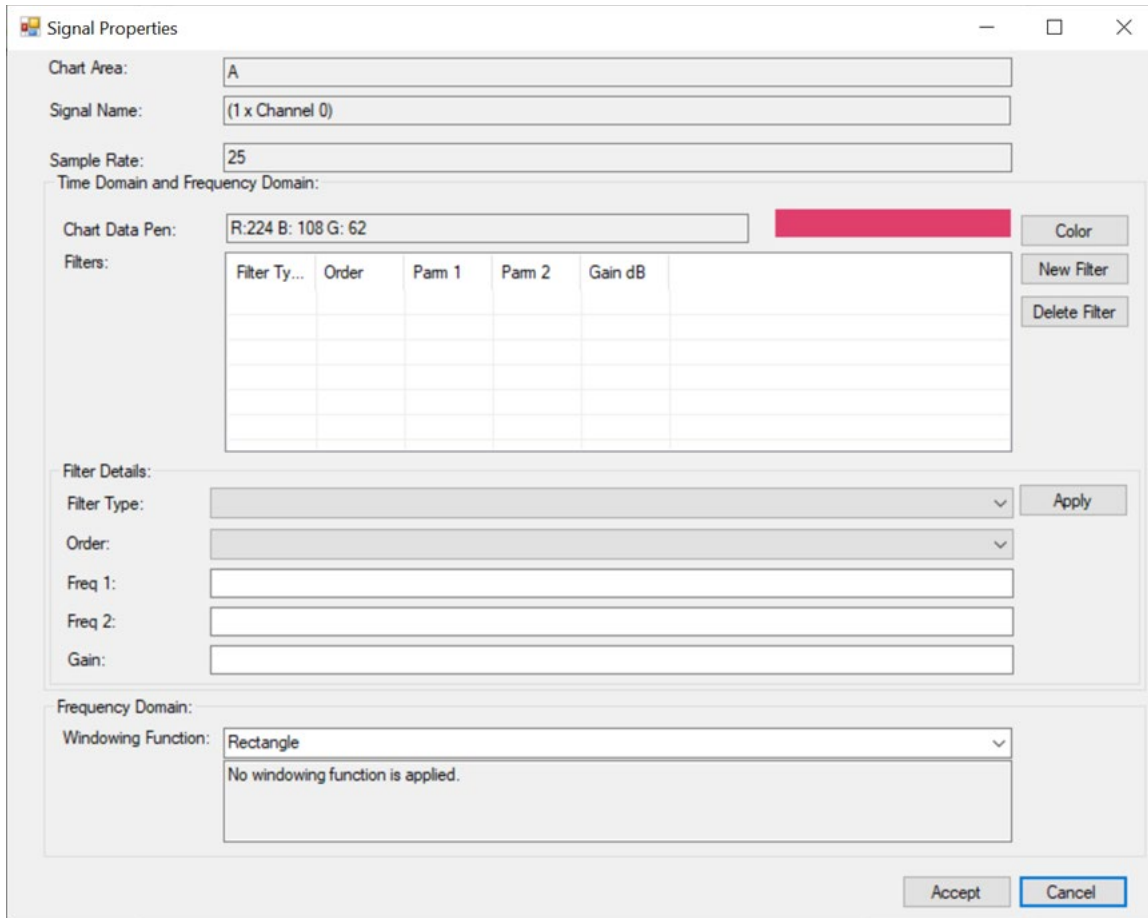 Signal Properties
Chart Area: A
Signal Name: (1 x Channel 0)
Sample Rate: 25
Time Domain and Frequency Domain:
Chart Data Pen: R:224 B: 108 G: 62 Color
Filters: Filter Ty... Order Parm 1 Parm 2 Gain dB New Filter
Delete Filter
Filter Details:
Filter Type: Apply
Order:
Freq 1:
Freq 2:
Gain:
Frequency Domain:
Windowing Function: Rectangle
No windowing function is applied.
Accept Cancel